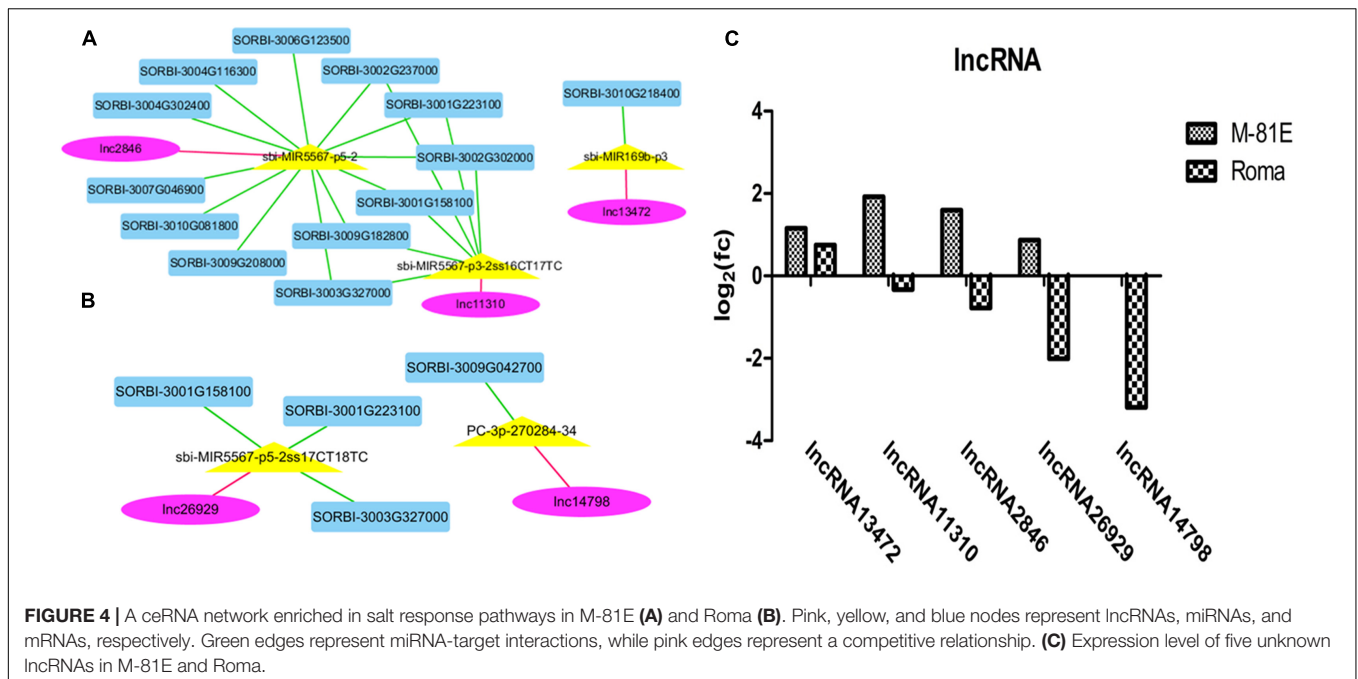 A
SORBI-3006G123500
SORBI-3004G116300
SORBI-3002G237000
SORBI-3004G302400
SORBI-3001G223100
lnc2846
sbi-MIR5567-p5-2
SORBI-3002G302000
SORBI-3007G046900
SORBI-3001G158100
SORBI-3010G081800
SORBI-3009G182800
SORBI-3009G208000
sbi-MIR5567-p3-2ss16CT17TC
SORBI-3003G327000
lnc11310
SORBI-3010G218400
sbi-MIR169b-p3
lnc13472
B
SORBI-3001G158100
SORBI-3001G223100
sbi-MIR5567-p5-2ss17CT18TC
lnc26929
SORBI-3003G327000
SORBI-3009G042700
PC-3p-270284-34
lnc14798
C
lncRNA
M-81E
Roma
log2(fc)
4
2
0
-2
-4
lncRNA13472
lncRNA11310
lncRNA2846
lncRNA26929
lncRNA14798
FIGURE 4 | A ceRNA network enriched in salt response pathways in M-81E (A) and Roma (B). Pink, yellow, and blue nodes represent lncRNAs, miRNAs, and
mRNAs, respectively. Green edges represent miRNA-target interactions, while pink edges represent a competitive relationship. (C) Expression level of five unknown
lncRNAs in M-81E and Roma.